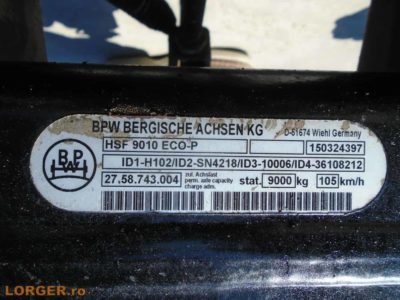 BPW BERGISCHE ACHSEN KG D-51674 Wiehl Germany
BPW
HSF 9010 ECO-P 150324397
ID1-H102/ID2-SN4218/ID3-10006/ID4-36108212
27.58.743.004 zul. Achslast perm. axle capacity charge adm. stat. 9000 kg 105 km/h
LORGER.ro